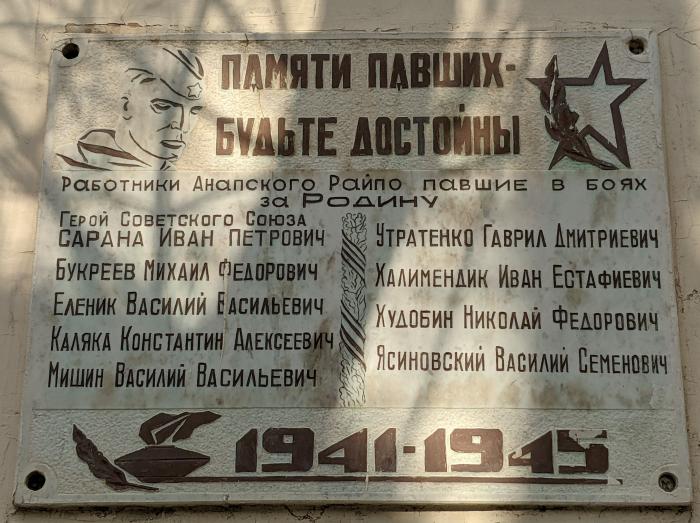 ПАМЯТИ ПАВШИХ-
БУДЬТЕ ДОСТОЙНЫ
Работники Анапского Райпо павшие в боях
за Родину
Герой Советского Союза
САРАНА ИВАН ПЕТРОВИЧ
БУКРЕЕВ МИХАИЛ ФЕДОРОВИЧ
ЕЛЕНИК ВАСИЛИЙ ВАСИЛЬЕВИЧ
КАЛЯКА КОНСТАНТИН АЛЕКСЕЕВИЧ
МИШИН ВАСИЛИЙ ВАСИЛЬЕВИЧ
УТРАТЕНКО ГАВРИЛ ДМИТРИЕВИЧ
ХАЛИМЕНДИК ИВАН ЕСТАФИЕВИЧ
ХУДОБИН НИКОЛАЙ ФЕДОРОВИЧ
ЯСИНОВСКИЙ ВАСИЛИЙ СЕМЕНОВИЧ
1941-1945